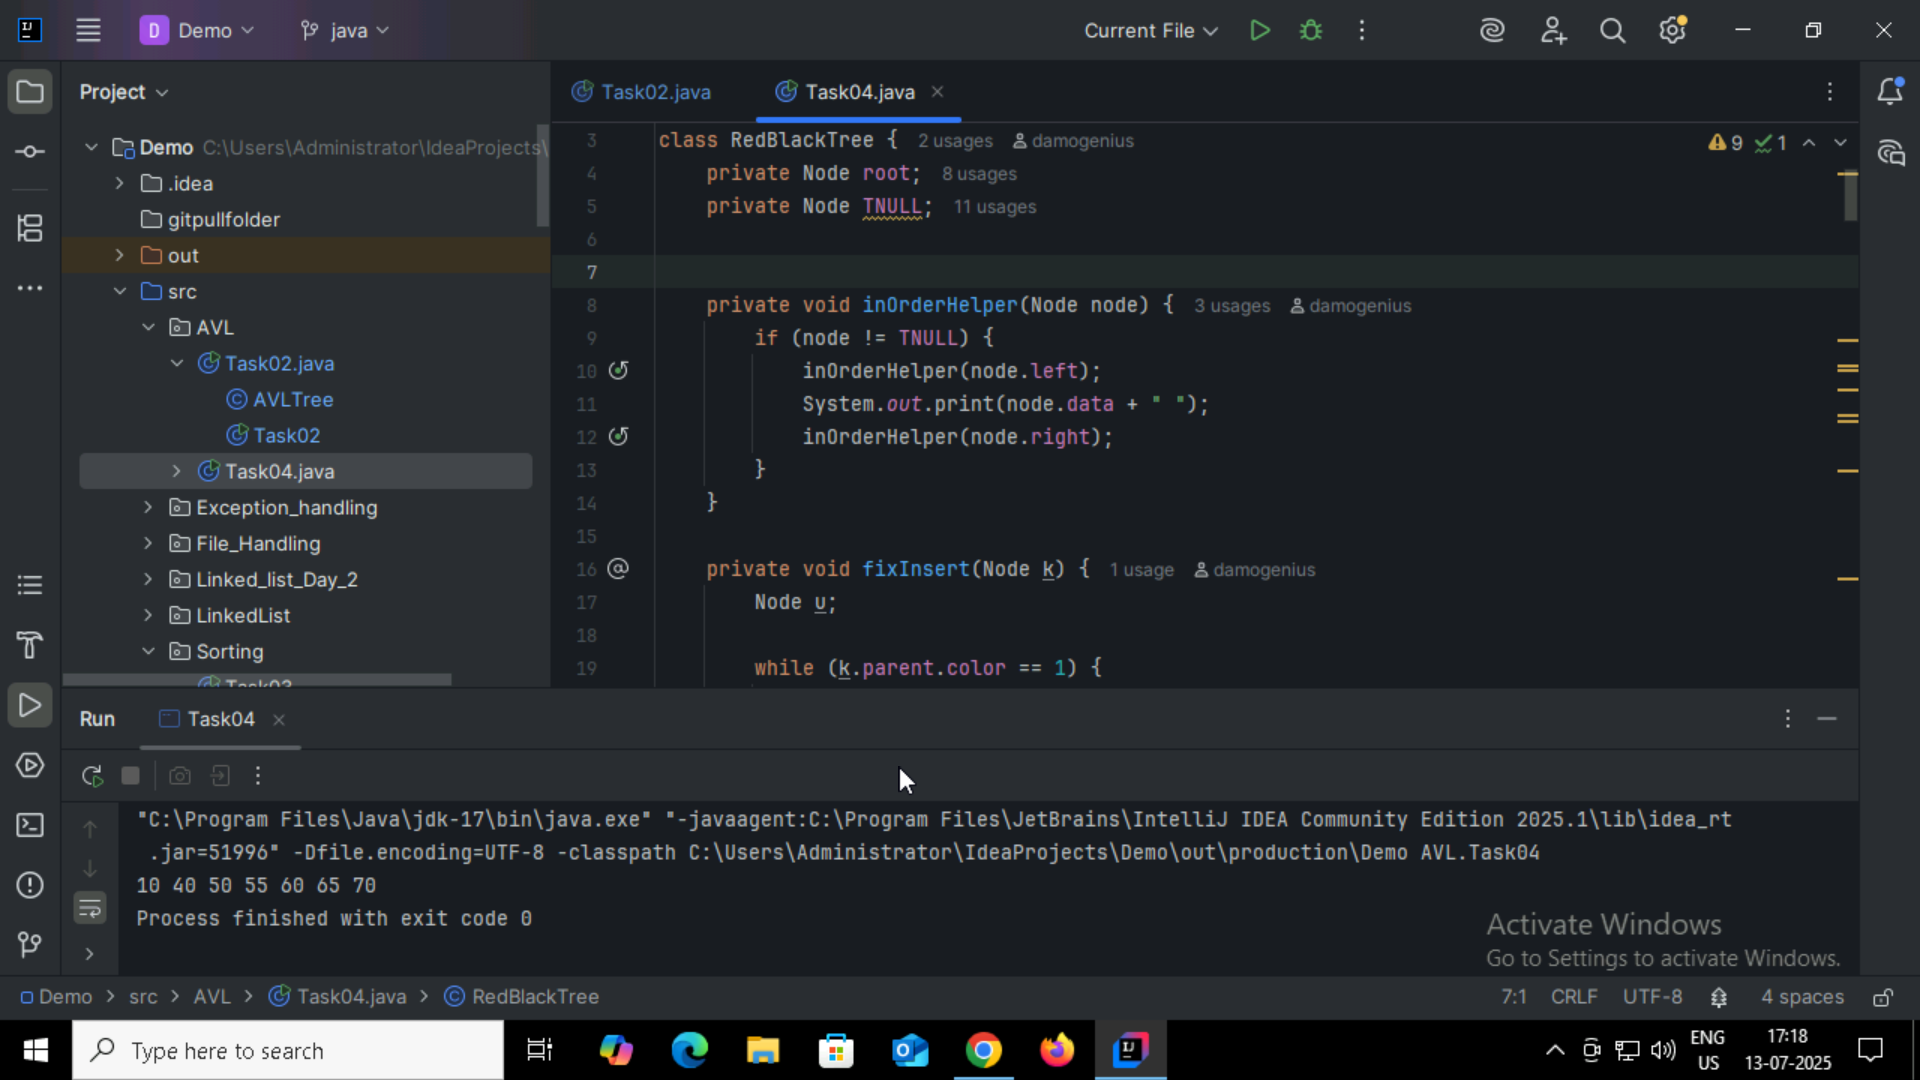 D Demo java Current File
Project
Task02.java Task04.java
Demo C:\Users\Administrator\IdeaProjects\
.idea
gitpullfolder
out
src
AVL
Task02.java
AVLTree
Task02
Task04.java
Exception_handling
File_Handling
Linked_list_Day_2
LinkedList
Sorting
Task03
9 1
3 class RedBlackTree { 2 usages damogenius
4 private Node root; 8 usages
5 private Node TNULL; 11 usages
6
7
8 private void inOrderHelper(Node node) { 3 usages damogenius
9 if (node != TNULL) {
10 inOrderHelper(node.left);
11 System.out.print(node.data + " ");
12 inOrderHelper(node.right);
13 }
14 }
15
16 @ private void fixInsert(Node k) { 1 usage damogenius
17 Node u;
18
19 while (k.parent.color == 1) {
Run Task04
"C:\Program Files\Java\jdk-17\bin\java.exe" "-javaagent:C:\Program Files\JetBrains\IntelliJ IDEA Community Edition 2025.1\lib\idea_rt
.jar=51996" -Dfile.encoding=UTF-8 -classpath C:\Users\Administrator\IdeaProjects\Demo\out\production\Demo AVL.Task04
10 40 50 55 60 65 70
Process finished with exit code 0
Activate Windows
Go to Settings to activate Windows.
Demo > src > AVL > Task04.java > RedBlackTree 7:1 CRLF UTF-8 4 spaces
Type here to search
ENG
US
17:18
13-07-2025